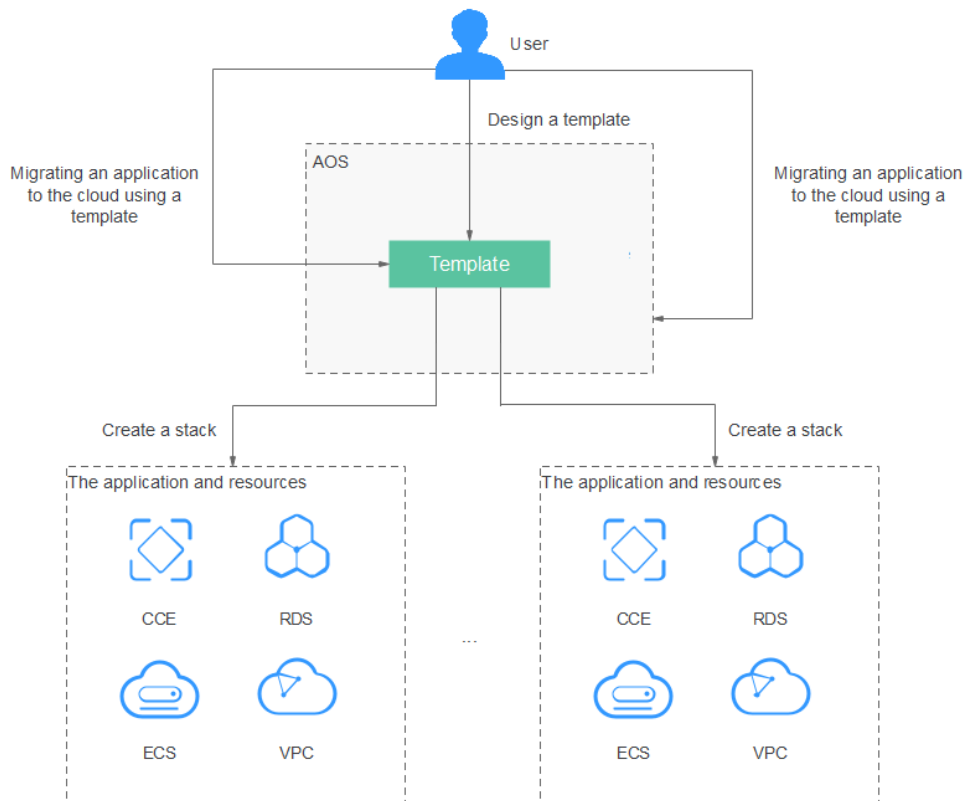 User
Design a template
AOS
Migrating an application
to the cloud using a
template
Migrating an application
to the cloud using a
template
Template
Create a stack
Create a stack
The application and resources
The application and resources
CCE
RDS
CCE
RDS
...
ECS
VPC
ECS
VPC